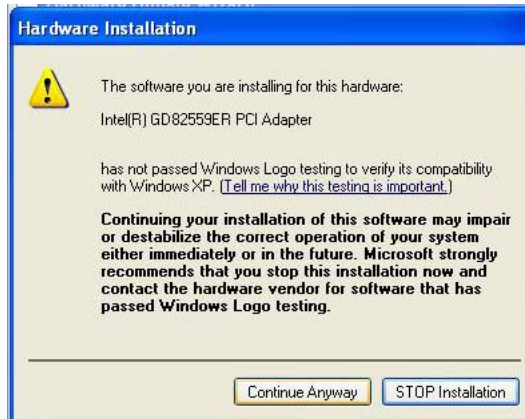 Hardware Installation
The software you are installing for this hardware:
Intel(R) GD82559ER PCI Adapter
has not passed Windows Logo testing to verify its compatibility
with Windows XP. (Tell me why this testing is important.)
Continuing your installation of this software may impair
or destabilize the correct operation of your system
either immediately or in the future. Microsoft strongly
recommends that you stop this installation now and
contact the hardware vendor for software that has
passed Windows Logo testing.
Continue Anyway STOP Installation